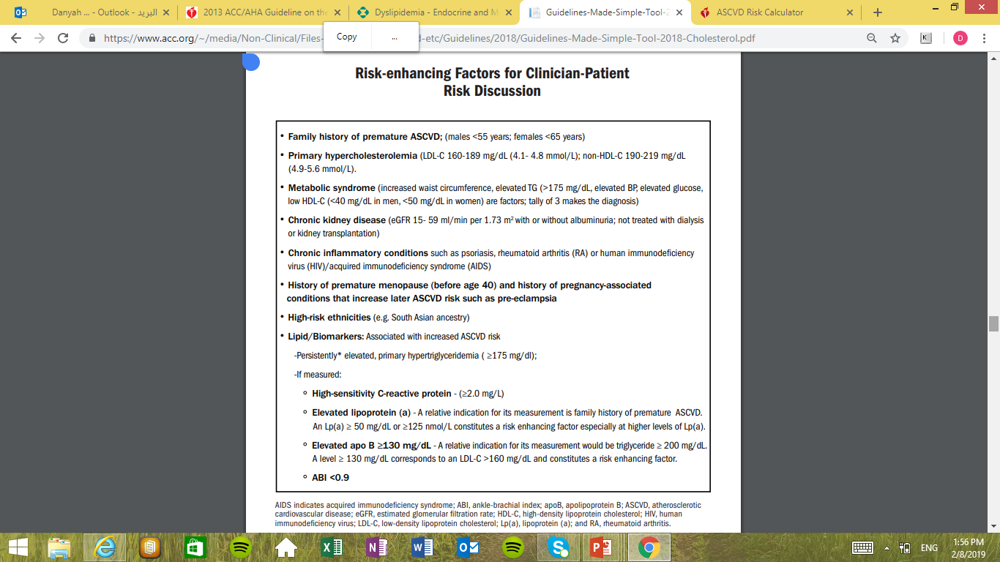 Danyah ... - Outlook - البريد
2013 ACC/AHA Guideline on the
Dyslipidemia - Endocrine and M
Guidelines-Made-Simple-Tool-2
ASCVD Risk Calculator
https://www.acc.org/~/media/Non-Clinical/Files- d-etc/Guidelines/2018/Guidelines-Made-Simple-Tool-2018-Cholesterol.pdf
D
Copy ...
Risk-enhancing Factors for Clinician-Patient
Risk Discussion
• Family history of premature ASCVD; (males <55 years; females <65 years)
• Primary hypercholesterolemia (LDL-C 160-189 mg/dL (4.1- 4.8 mmol/L); non-HDL-C 190-219 mg/dL
(4.9-5.6 mmol/L).
• Metabolic syndrome (increased waist circumference, elevated TG (>175 mg/dL, elevated BP, elevated glucose,
low HDL-C (<40 mg/dL in men, <50 mg/dL in women) are factors; tally of 3 makes the diagnosis)
• Chronic kidney disease (eGFR 15- 59 ml/min per 1.73 m² with or without albuminuria; not treated with dialysis
or kidney transplantation)
• Chronic inflammatory conditions such as psoriasis, rheumatoid arthritis (RA) or human immunodeficiency
virus (HIV)/acquired immunodeficiency syndrome (AIDS)
• History of premature menopause (before age 40) and history of pregnancy-associated
conditions that increase later ASCVD risk such as pre-eclampsia
• High-risk ethnicities (e.g. South Asian ancestry)
• Lipid/Biomarkers: Associated with increased ASCVD risk
-Persistently* elevated, primary hypertriglyceridemia ( ≥175 mg/dl);
-If measured:
° High-sensitivity C-reactive protein - (≥2.0 mg/L)
° Elevated lipoprotein (a) - A relative indication for its measurement is family history of premature ASCVD.
An Lp(a) ≥ 50 mg/dL or ≥125 nmol/L constitutes a risk enhancing factor especially at higher levels of Lp(a).
° Elevated apo B ≥130 mg/dL - A relative indication for its measurement would be triglyceride ≥ 200 mg/dL.
A level ≥ 130 mg/dL corresponds to an LDL-C >160 mg/dL and constitutes a risk enhancing factor.
° ABI <0.9
AIDS indicates acquired immunodeficiency syndrome; ABI, ankle-brachial index; apoB, apolipoprotein B; ASCVD, atherosclerotic
cardiovascular disease; eGFR, estimated glomerular filtration rate; HDL-C, high-density lipoprotein cholesterol; HIV, human
immunodeficiency virus; LDL-C, low-density lipoprotein cholesterol; Lp(a), lipoprotein (a); and RA, rheumatoid arthritis.
ENG
1:56 PM
2/8/2019